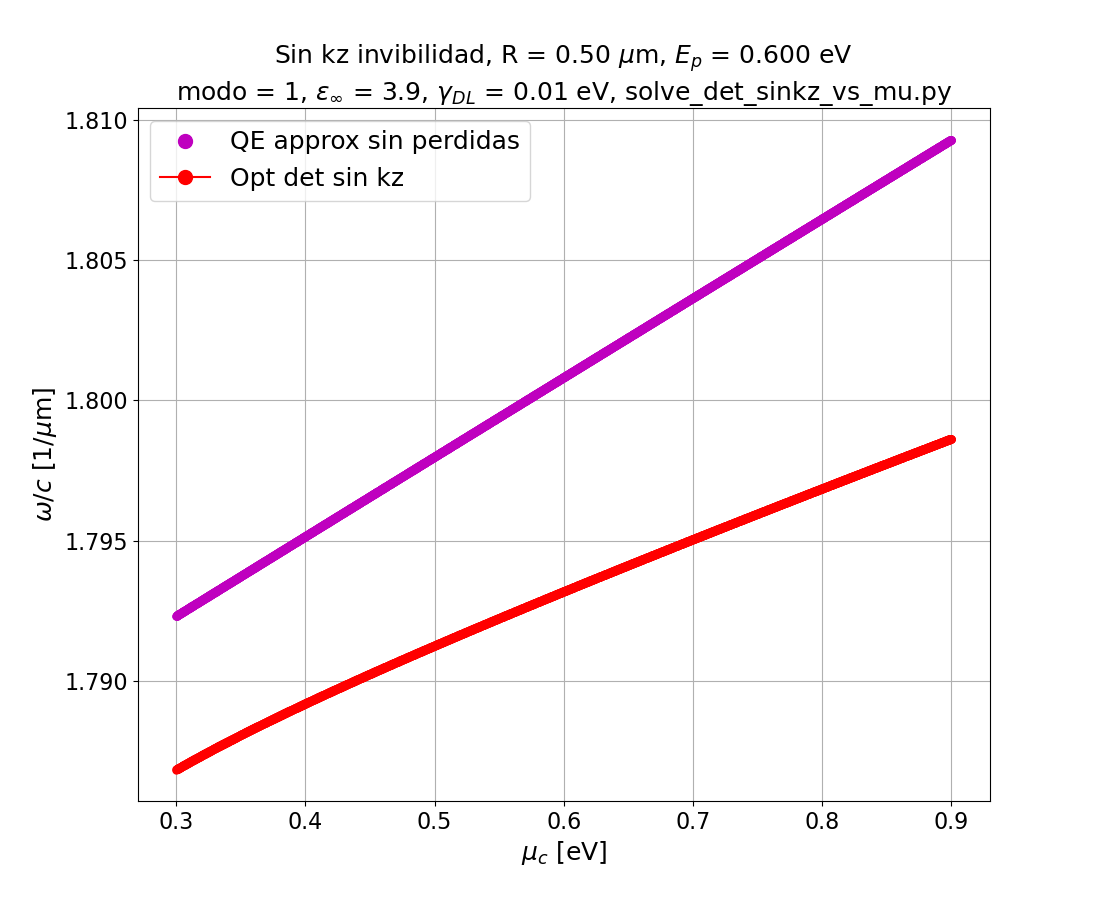 Sin kz invibilidad, R = 0.50 μm, E_p = 0.600 eV
modo = 1, ε_∞ = 3.9, γ_DL = 0.01 eV, solve_det_sinkz_vs_mu.py
QE approx sin perdidas
Opt det sin kz
1.810
1.805
1.800
1.795
1.790
ω/c [1/μm]
0.3 0.4 0.5 0.6 0.7 0.8 0.9
μ_c [eV]